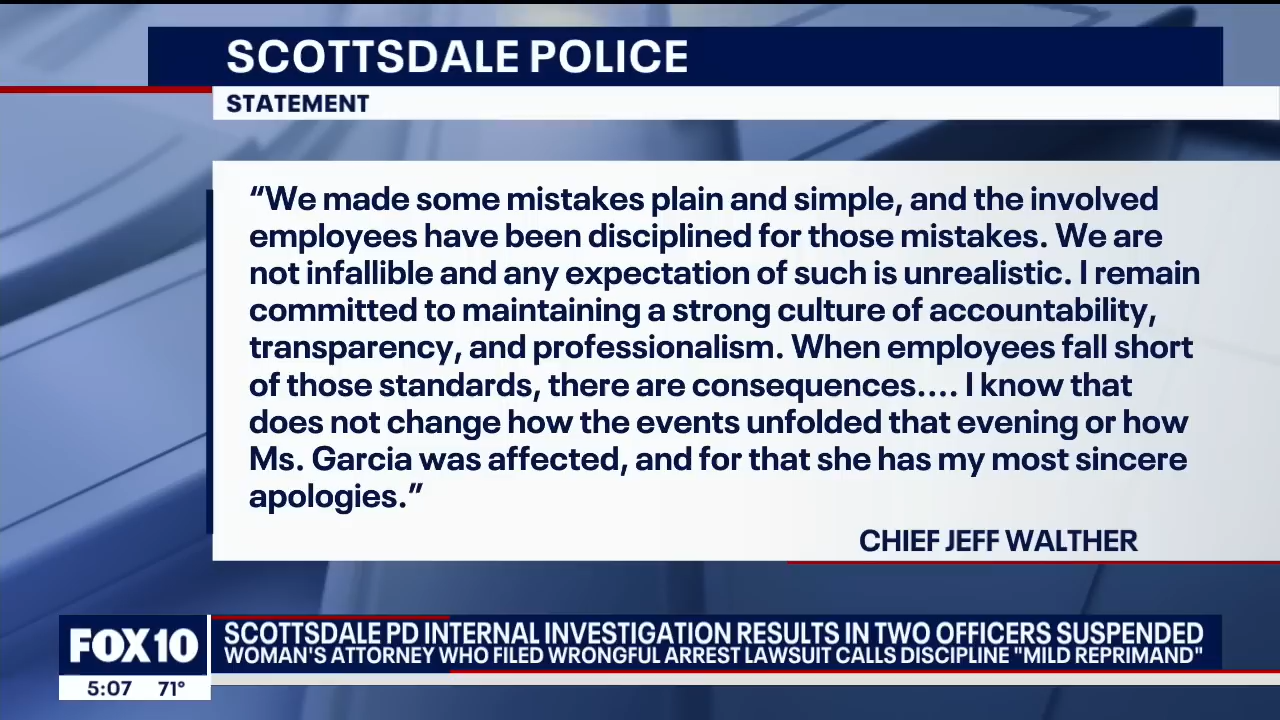 SCOTTSDALE POLICE
STATEMENT
“We made some mistakes plain and simple, and the involved
employees have been disciplined for those mistakes. We are
not infallible and any expectation of such is unrealistic. I remain
committed to maintaining a strong culture of accountability,
transparency, and professionalism. When employees fall short
of those standards, there are consequences.... I know that
does not change how the events unfolded that evening or how
Ms. Garcia was affected, and for that she has my most sincere
apologies.”
CHIEF JEFF WALTHER
FOX 10
SCOTTSDALE PD INTERNAL INVESTIGATION RESULTS IN TWO OFFICERS SUSPENDED
WOMAN'S ATTORNEY WHO FILED WRONGFUL ARREST LAWSUIT CALLS DISCIPLINE "MILD REPRIMAND"
5:07 71°